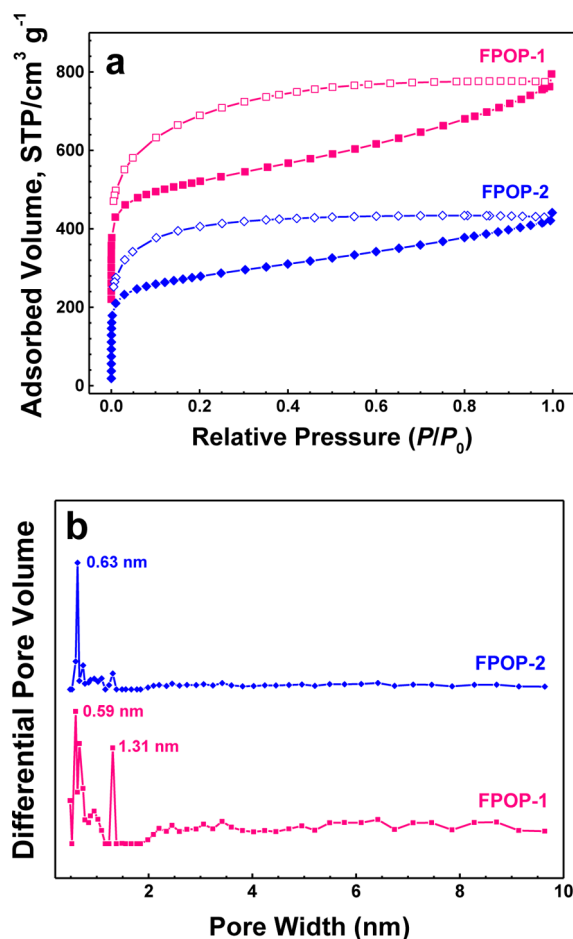 a
FPOP-1
FPOP-2
Adsorbed Volume, STP/cm³ g⁻¹
800
600
400
200
0
0.0 0.2 0.4 0.6 0.8 1.0
Relative Pressure (P/P₀)
b
0.63 nm
FPOP-2
0.59 nm
1.31 nm
FPOP-1
Differential Pore Volume
2 4 6 8 10
Pore Width (nm)